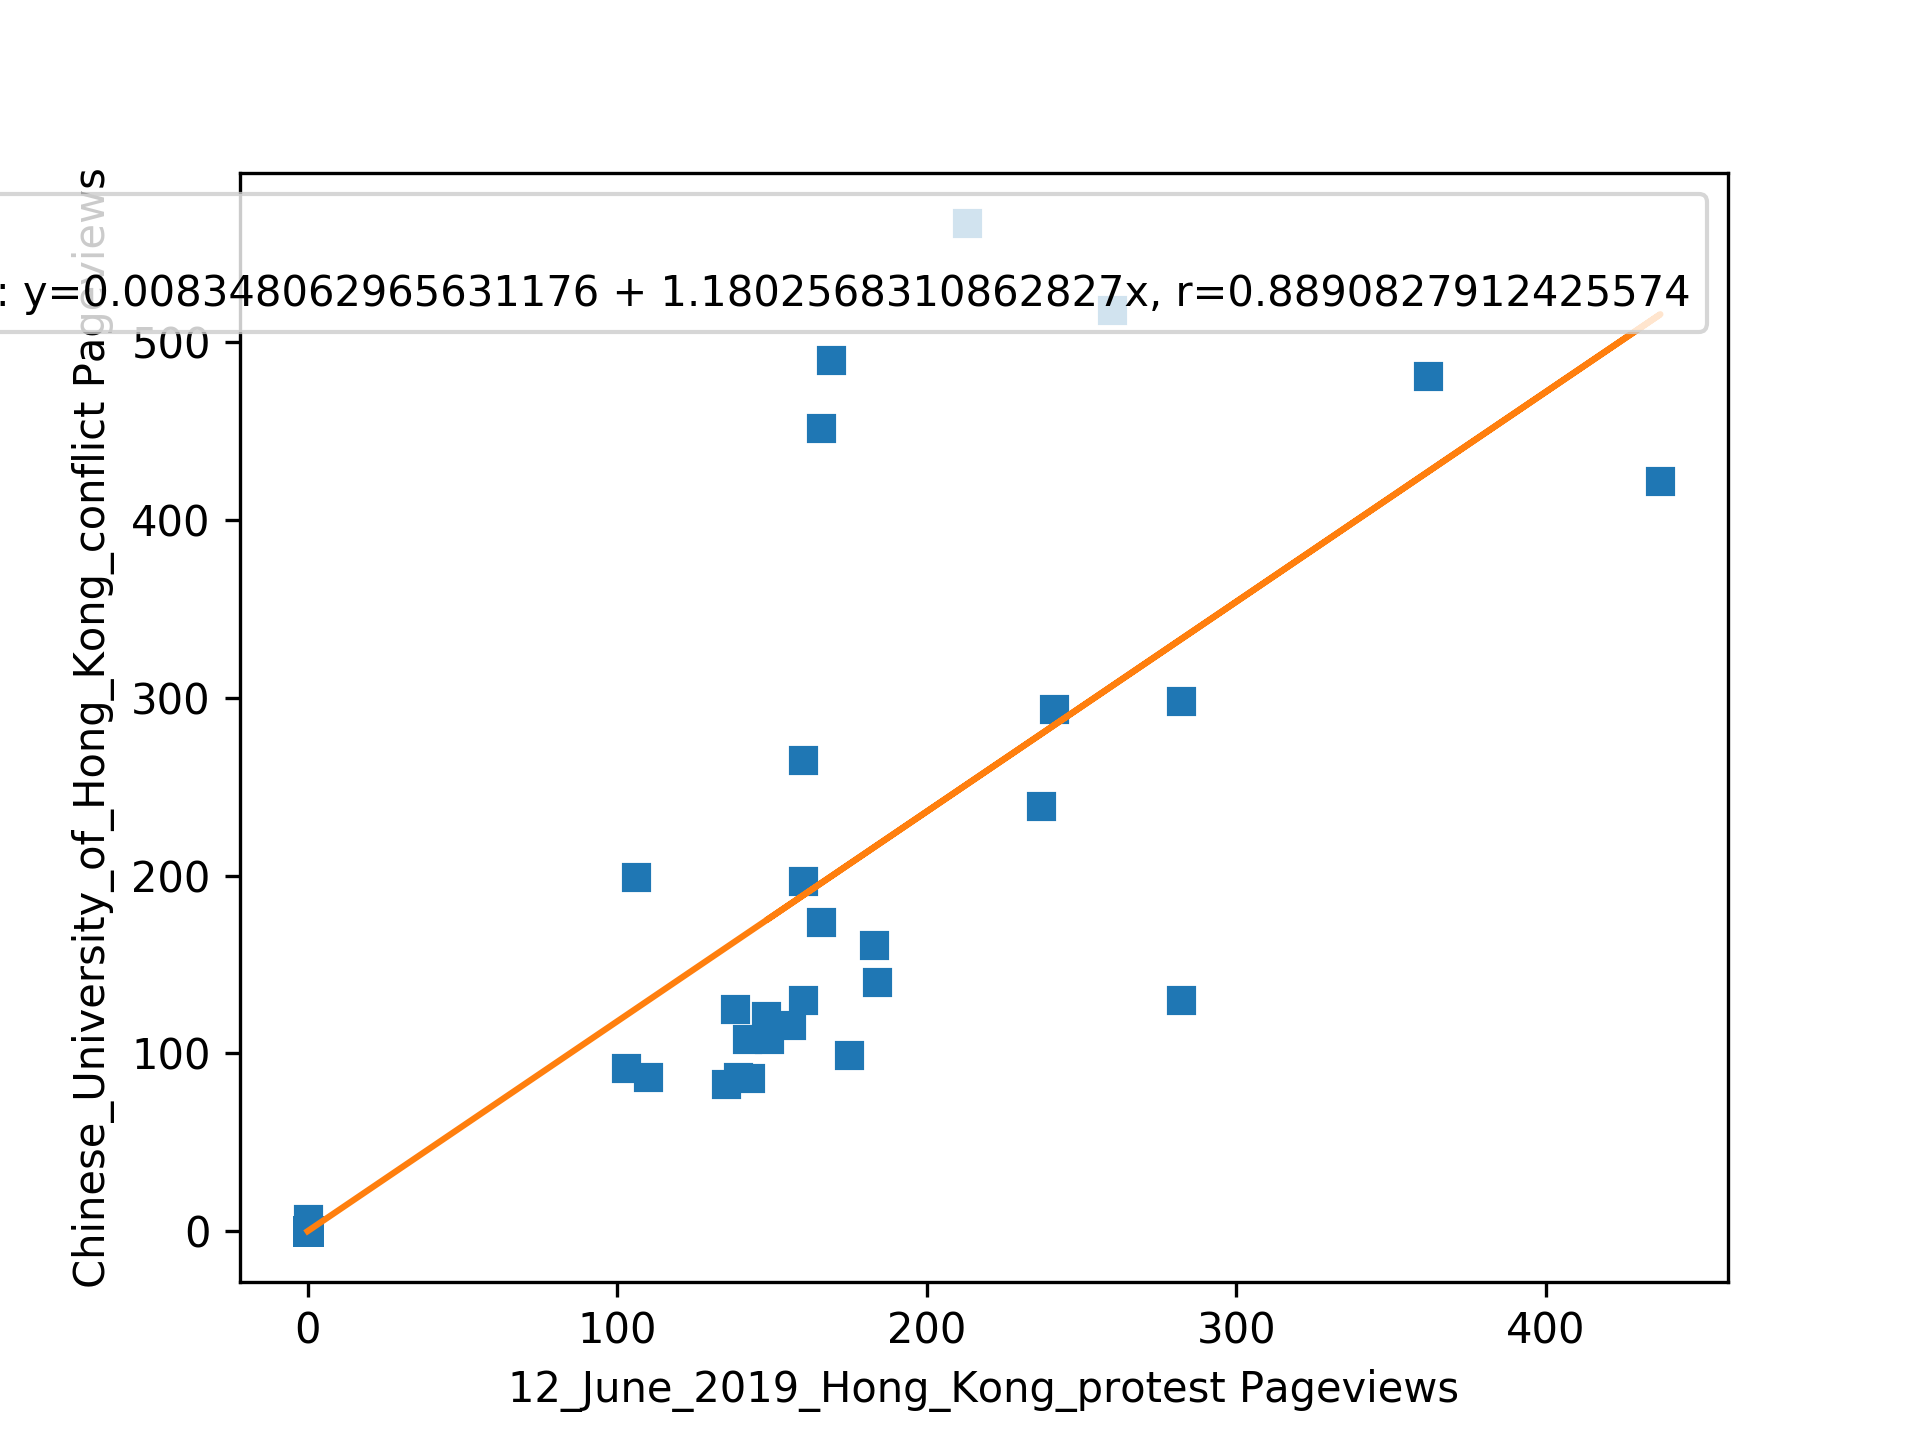 : y=0.008348062965631176 + 1.1802568310862827x, r=0.8890827912425574
Chinese_University_of_Hong_Kong_conflict Pageviews
500
400
300
200
100
0
0 100 200 300 400
12_June_2019_Hong_Kong_protest Pageviews